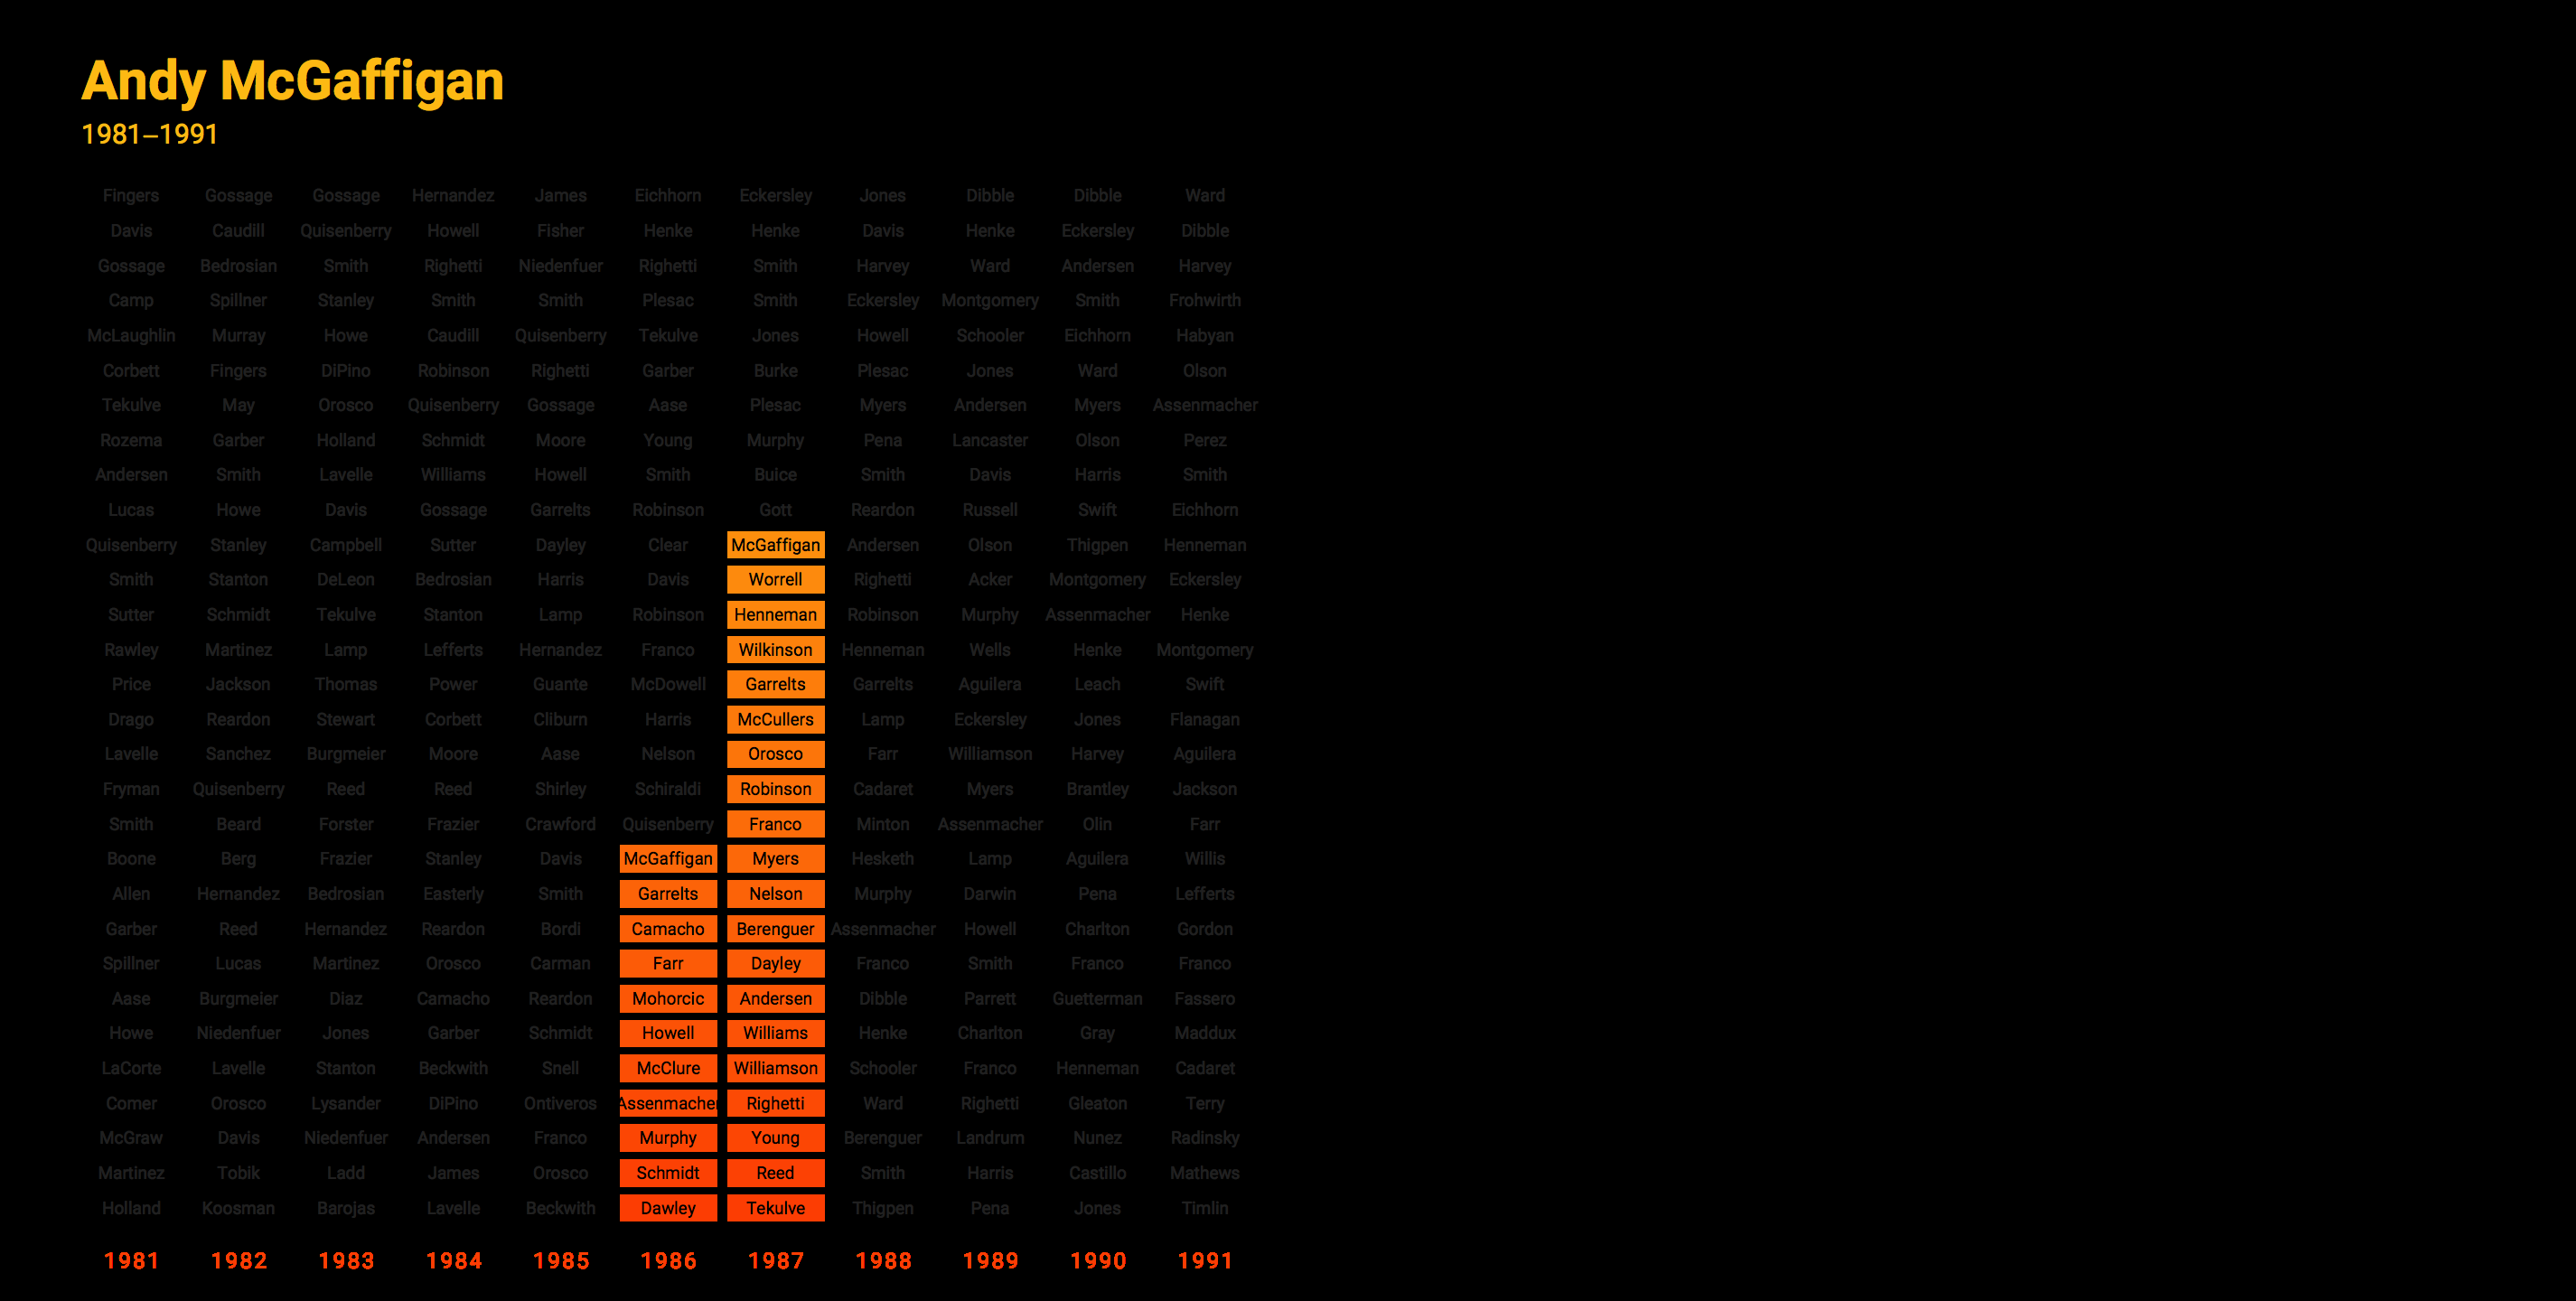 Andy McGaffigan
1981–1991
Fingers Gossage Gossage Hernandez James Eichhorn Eckersley Jones Dibble Dibble Ward
Davis Caudill Quisenberry Howell Fisher Henke Henke Davis Henke Eckersley Dibble
Gossage Bedrosian Smith Righetti Niedenfuer Righetti Smith Harvey Ward Andersen Harvey
Camp Spillner Stanley Smith Smith Plesac Smith Eckersley Montgomery Smith Frohwirth
McLaughlin Murray Howe Caudill Quisenberry Tekulve Jones Howell Schooler Eichhorn Habyan
Corbett Fingers DiPino Robinson Righetti Garber Burke Plesac Jones Ward Olson
Tekulve May Orosco Quisenberry Gossage Aase Plesac Myers Andersen Myers Assenmacher
Rozema Garber Holland Schmidt Moore Young Murphy Pena Lancaster Olson Perez
Andersen Smith Lavelle Williams Howell Smith Buice Smith Davis Harris Smith
Lucas Howe Davis Gossage Garrelts Robinson Gott Reardon Russell Swift Eichhorn
Quisenberry Stanley Campbell Sutter Dayley Clear McGaffigan Andersen Olson Thigpen Henneman
Smith Stanton DeLeon Bedrosian Harris Davis Worrell Righetti Acker Montgomery Eckersley
Sutter Schmidt Tekulve Stanton Lamp Robinson Henneman Robinson Murphy Assenmacher Henke
Rawley Martinez Lamp Lefferts Hernandez Franco Wilkinson Henneman Wells Henke Montgomery
Price Jackson Thomas Power Guante McDowell Garrelts Garrelts Aguilera Leach Swift
Drago Reardon Stewart Corbett Cliburn Harris McCullers Lamp Eckersley Jones Flanagan
Lavelle Sanchez Burgmeier Moore Aase Nelson Orosco Farr Williamson Harvey Aguilera
Fryman Quisenberry Reed Reed Shirley Schiraldi Robinson Cadaret Myers Brantley Jackson
Smith Beard Forster Frazier Crawford Quisenberry Franco Minton Assenmacher Olin Farr
Boone Berg Frazier Stanley Davis McGaffigan Myers Hesketh Lamp Aguilera Willis
Allen Hernandez Bedrosian Easterly Smith Garrelts Nelson Murphy Darwin Pena Lefferts
Garber Reed Hernandez Reardon Bordi Camacho Berenguer Assenmacher Howell Charlton Gordon
Spillner Lucas Martinez Orosco Carman Farr Dayley Franco Smith Franco Franco
Aase Burgmeier Diaz Camacho Reardon Mohorcic Andersen Dibble Parrett Guetterman Fassero
Howe Niedenfuer Jones Garber Schmidt Howell Williams Henke Charlton Gray Maddux
LaCorte Lavelle Stanton Beckwith Snell McClure Williamson Schooler Franco Henneman Cadaret
Comer Orosco Lysander DiPino Ontiveros Assenmacher Righetti Ward Righetti Gleaton Terry
McGraw Davis Niedenfuer Andersen Franco Murphy Young Berenguer Landrum Nunez Radinsky
Martinez Tobik Ladd James Orosco Schmidt Reed Smith Harris Castillo Mathews
Holland Koosman Barojas Lavelle Beckwith Dawley Tekulve Thigpen Pena Jones Timlin
1981 1982 1983 1984 1985 1986 1987 1988 1989 1990 1991